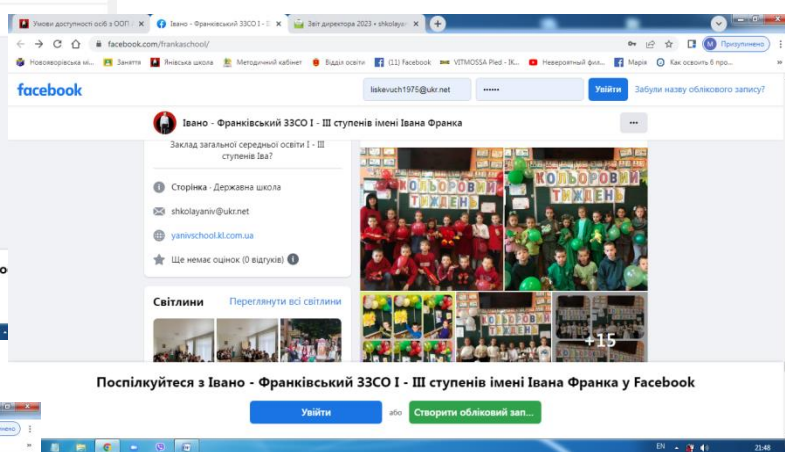 Умови доступності осіб з ООП
Івано - Франківський ЗЗСО І - ІІ
Звіт директора 2023 • shkolayan
facebook.com/frankaschool/
M Призупинено
Новояворівська мі...
Заняття
Янівська школа
Методичний кабінет
Відділ освіти
(11) Facebook
VITMOSSA Pled - IK...
Невероятный фил...
Марія
Как освоить 6 про...
facebook
liskevuch1975@ukr.net
••••••
Увійти
Забули назву облікового запису?
Івано - Франківський ЗЗСО І - ІІІ ступенів імені Івана Франка
Заклад загальної середньої освіти І - ІІІ
ступенів Іва?
Сторінка · Державна школа
shkolayaniv@ukr.net
yanivschool.kl.com.ua
Ще немає оцінок (0 відгуків)
Світлини
Переглянути всі світлини
КОЛЬОРОВИЙ
ТИЖДЕНЬ
КОЛЬОРОВИЙ
ТИЖДЕНЬ
+15
Поспілкуйтеся з Івано - Франківський ЗЗСО І - ІІІ ступенів імені Івана Франка у Facebook
Увійти
або
Створити обліковий зап...
EN
21:48